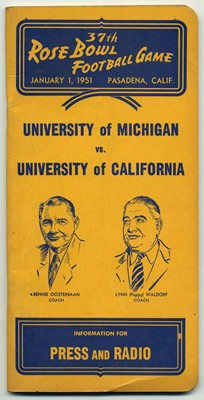 37th
ROSE BOWL
FOOTBALL GAME
JANUARY 1, 1951 PASADENA, CALIF.
UNIVERSITY OF MICHIGAN
VS.
UNIVERSITY OF CALIFORNIA
BENNIE OOSTERBAAN
COACH
LYNN (Pappy) WALDORF
COACH
INFORMATION FOR
PRESS AND RADIO